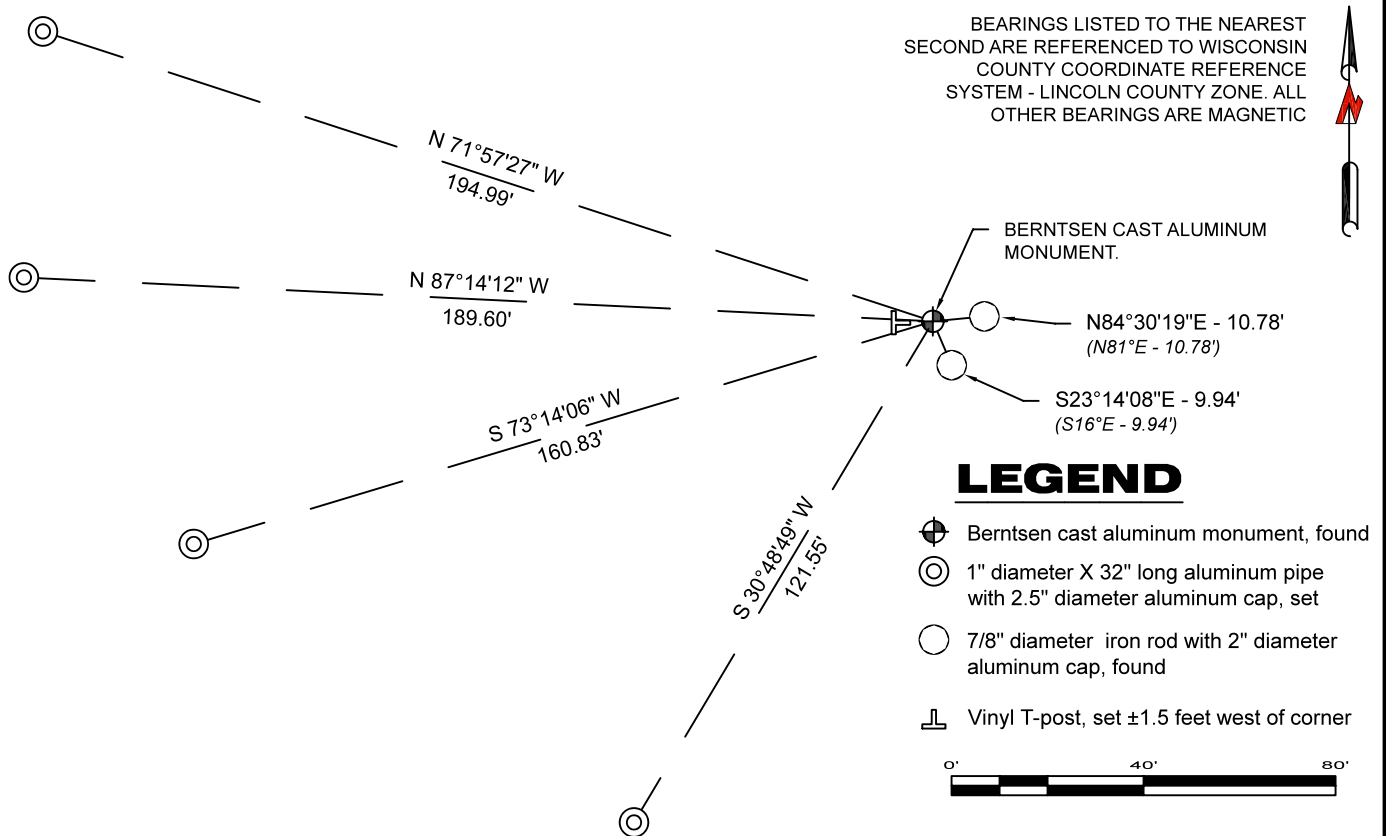 BEARINGS LISTED TO THE NEAREST
SECOND ARE REFERENCED TO WISCONSIN
COUNTY COORDINATE REFERENCE
SYSTEM - LINCOLN COUNTY ZONE. ALL
OTHER BEARINGS ARE MAGNETIC
N
N 71°57'27" W
194.99'
BERNTSEN CAST ALUMINUM
MONUMENT.
N 87°14'12" W
189.60'
N84°30'19"E - 10.78'
(N81°E - 10.78')
S 73°14'06" W
160.83'
S23°14'08"E - 9.94'
(S16°E - 9.94')
S 30°48'49" W
121.55'
LEGEND
Berntsen cast aluminum monument, found
1" diameter X 32" long aluminum pipe
with 2.5" diameter aluminum cap, set
7/8" diameter iron rod with 2" diameter
aluminum cap, found
Vinyl T-post, set ±1.5 feet west of corner
0' 40' 80'